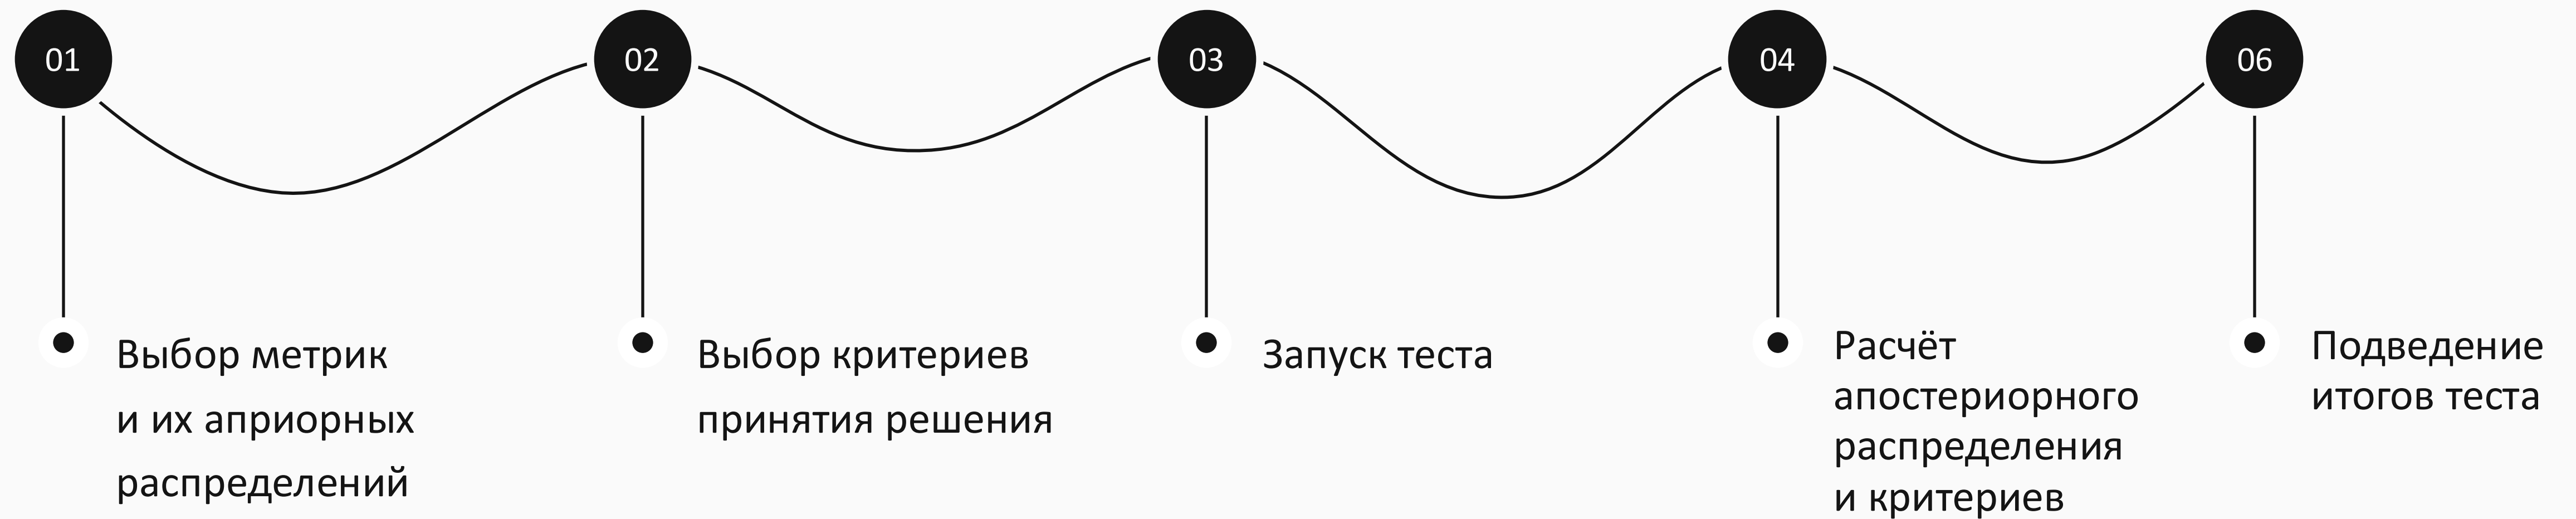 01
02
03
04
06
Выбор метрик
и их априорных
распределений
Выбор критериев
принятия решения
Запуск теста
Расчёт
апостериорного
распределения
и критериев
Подведение
итогов теста